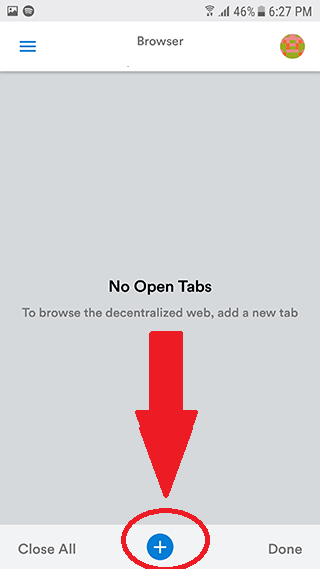 46% 6:27 PM
Browser
No Open Tabs
To browse the decentralized web, add a new tab
Close All
Done